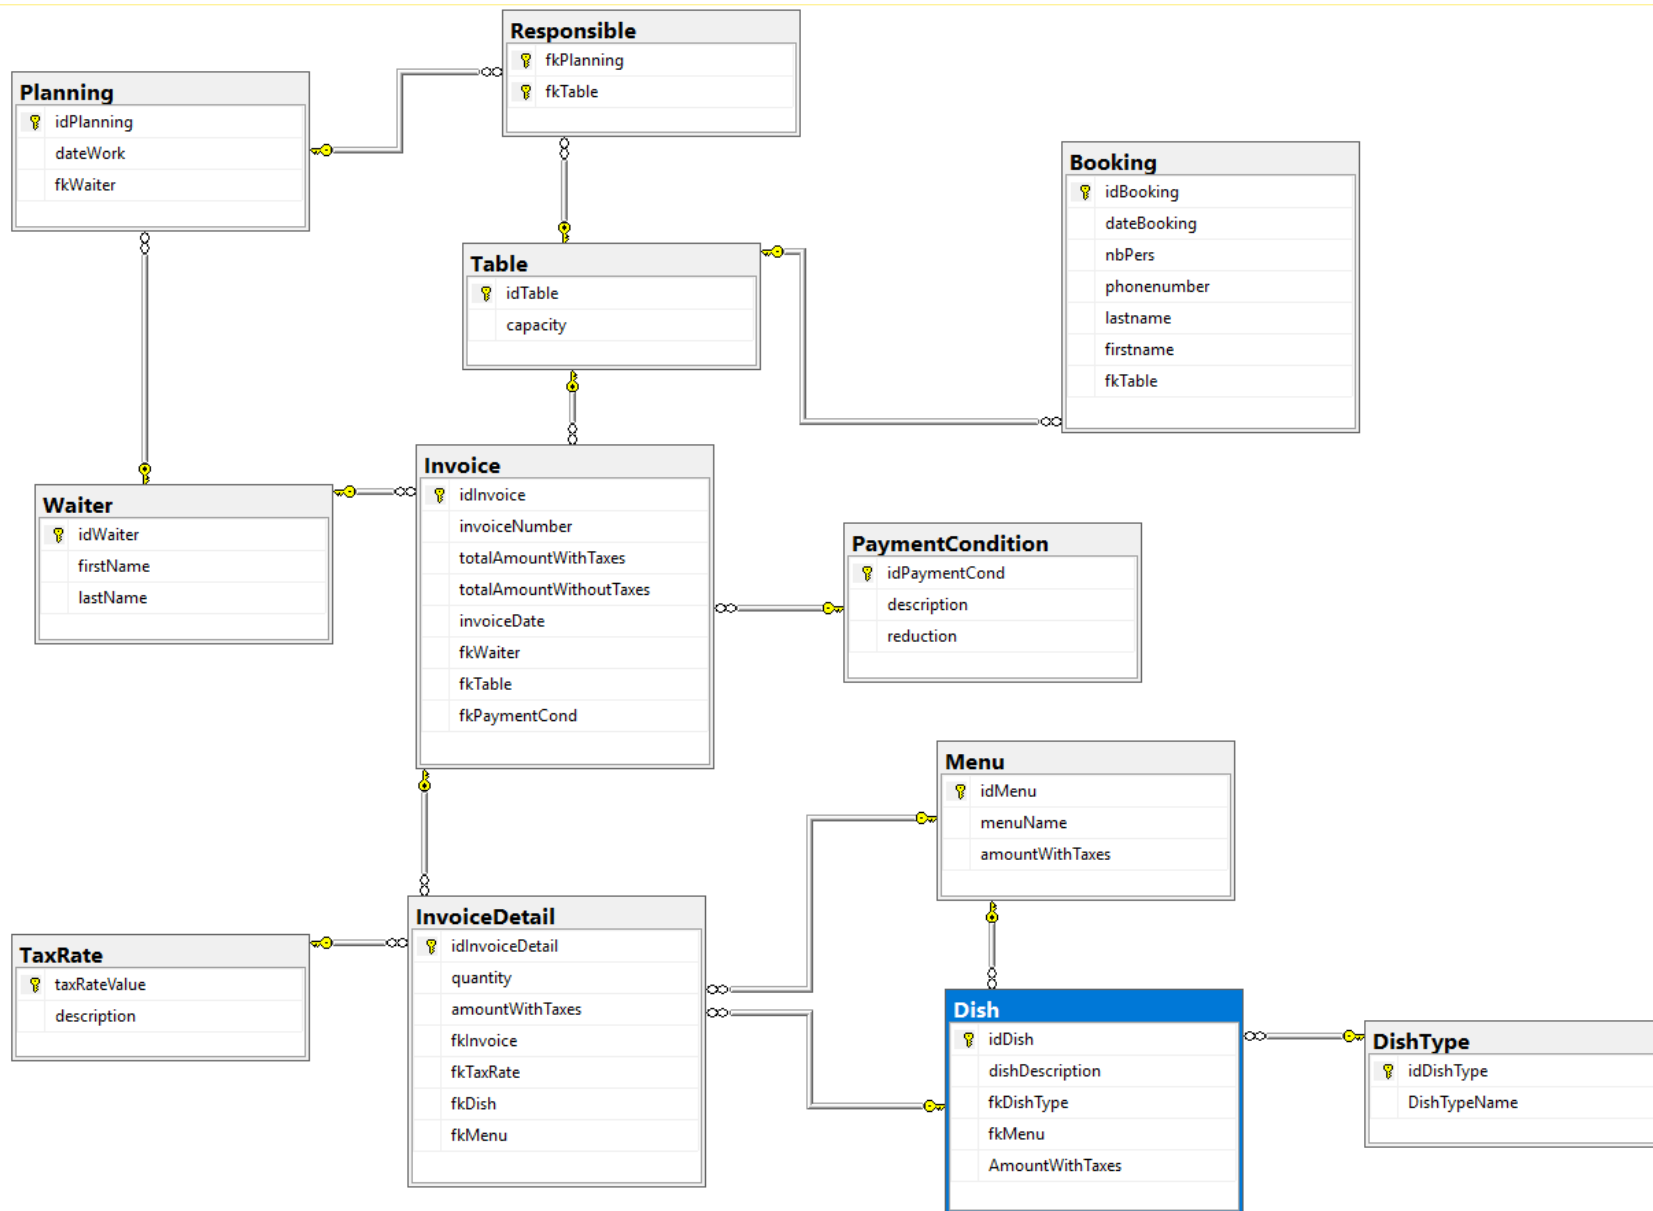 Responsible
fkPlanning
fkTable
Planning
idPlanning
dateWork
fkWaiter
Booking
idBooking
dateBooking
nbPers
phonenumber
lastname
firstname
fkTable
Table
idTable
capacity
Invoice
idInvoice
invoiceNumber
totalAmountWithTaxes
totalAmountWithoutTaxes
invoiceDate
fkWaiter
fkTable
fkPaymentCond
Waiter
idWaiter
firstName
lastName
PaymentCondition
idPaymentCond
description
reduction
Menu
idMenu
menuName
amountWithTaxes
InvoiceDetail
idInvoiceDetail
quantity
amountWithTaxes
fkInvoice
fkTaxRate
fkDish
fkMenu
TaxRate
taxRateValue
description
Dish
idDish
dishDescription
fkDishType
fkMenu
AmountWithTaxes
DishType
idDishType
DishTypeName